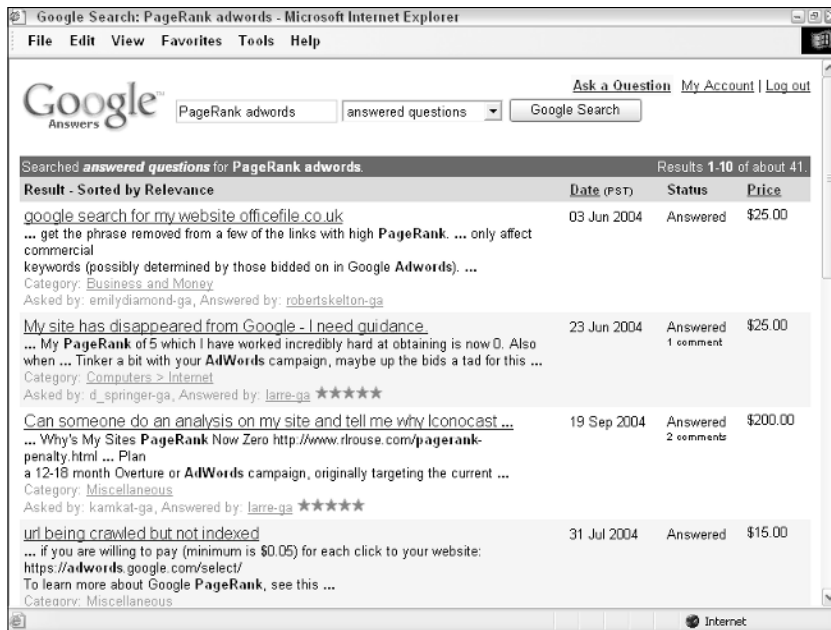 Google Search: PageRank adwords - Microsoft Internet Explorer
File Edit View Favorites Tools Help
Ask a Question My Account | Log out
Google™
Answers
PageRank adwords answered questions Google Search
Searched answered questions for PageRank adwords. Results 1-10 of about 41.
Result - Sorted by Relevance Date (PST) Status Price
google search for my website officefile.co.uk 03 Jun 2004 Answered $25.00
... get the phrase removed from a few of the links with high PageRank. ... only affect
commercial
keywords (possibly determined by those bidded on in Google Adwords). ...
Category: Business and Money
Asked by: emilydiamond-ga, Answered by: robertskelton-ga
My site has disappeared from Google - I need guidance. 23 Jun 2004 Answered $25.00
... My PageRank of 5 which I have worked incredibly hard at obtaining is now 0. Also 1 comment
when ... Tinker a bit with your AdWords campaign, maybe up the bids a tad for this ...
Category: Computers > Internet
Asked by: d_springer-ga, Answered by: larre-ga ★★★★★
Can someone do an analysis on my site and tell me why Iconocast ... 19 Sep 2004 Answered $200.00
... Why's My Sites PageRank Now Zero http://www.rlrouse.com/pagerank- 2 comments
penalty.html ... Plan
a 12-18 month Overture or AdWords campaign, originally targeting the current ...
Category: Miscellaneous
Asked by: kamkat-ga, Answered by: larre-ga ★★★★★
url being crawled but not indexed 31 Jul 2004 Answered $15.00
... if you are willing to pay (minimum is $0.05) for each click to your website:
https://adwords.google.com/select/
To learn more about Google PageRank, see this ...
Category: Miscellaneous
Internet